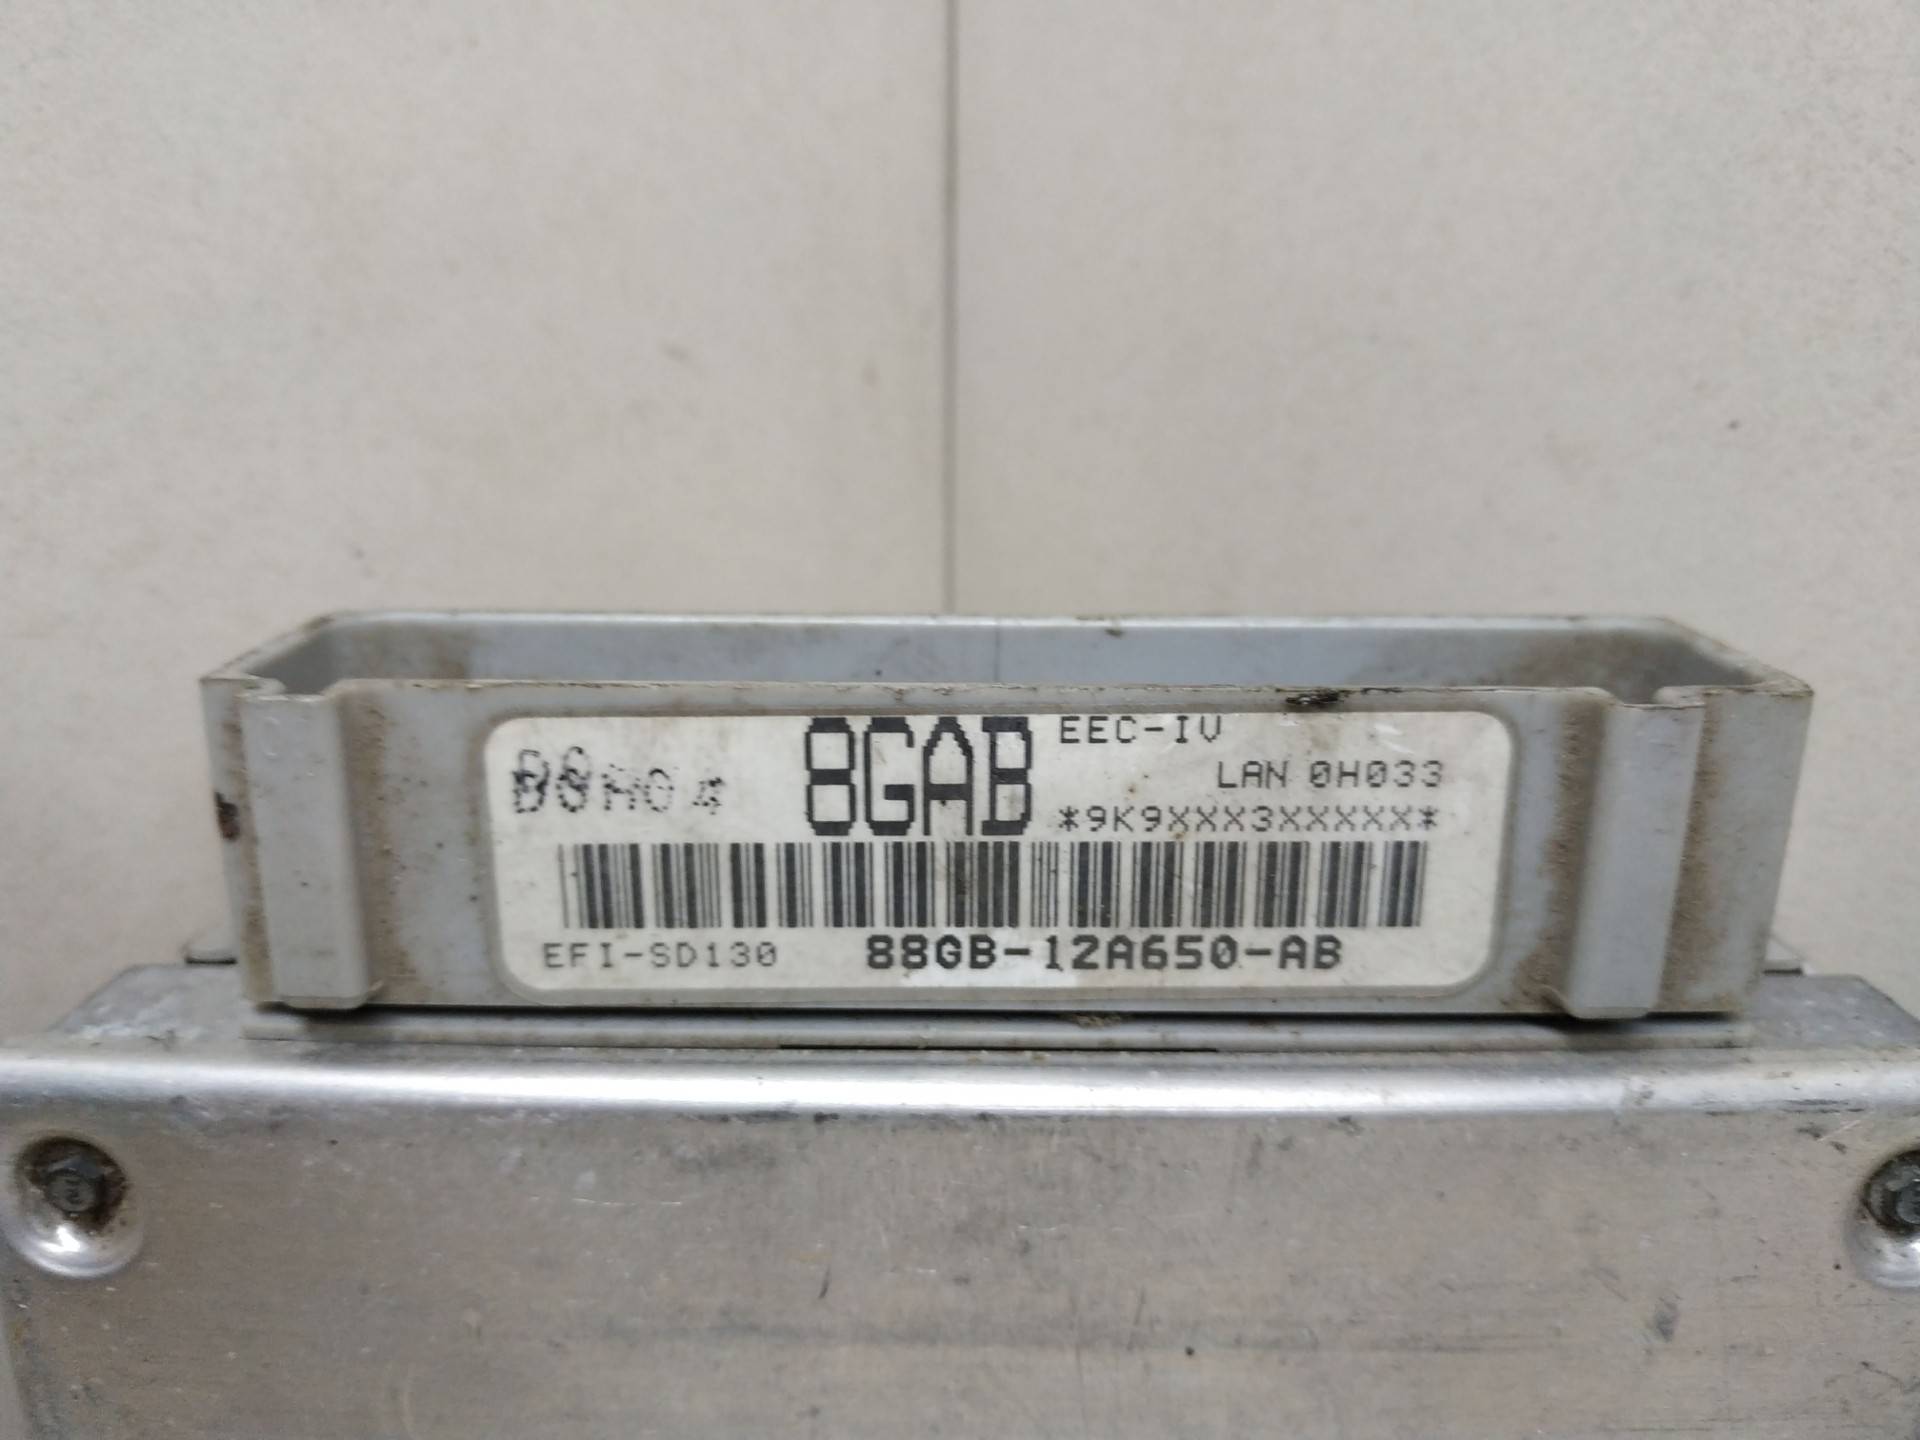 8GAB EEC-IV
LAN 0H033
*9K9XXX3XXXXX*
EFI-SD130 88GB-12A650-AB